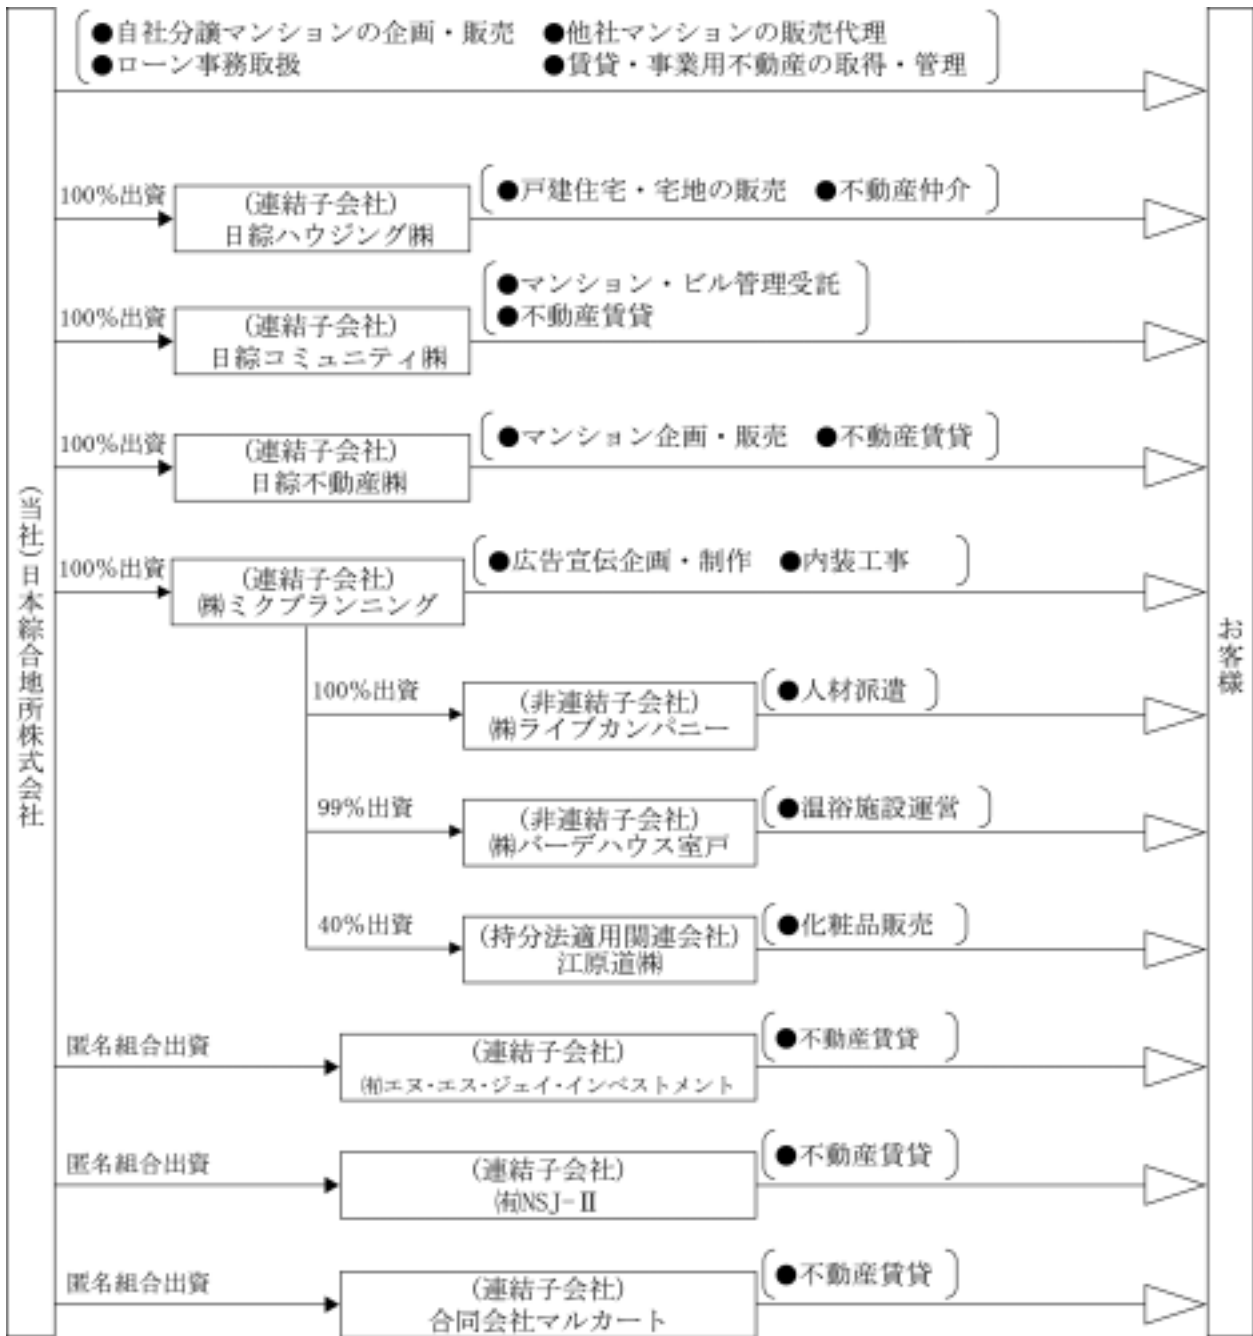 ●自社分譲マンションの企画・販売 ●他社マンションの販売代理
●ローン事務取扱 ●賃貸・事業用不動産の取得・管理
100%出資
(連結子会社)
日綜ハウジング㈱
●戸建住宅・宅地の販売 ●不動産仲介
100%出資
(連結子会社)
日綜コミュニティ㈱
●マンション・ビル管理受託
●不動産賃貸
100%出資
(連結子会社)
日綜不動産㈱
●マンション企画・販売 ●不動産賃貸
(当社)日本綜合地所株式会社
100%出資
(連結子会社)
㈱ミクプランニング
●広告宣伝企画・制作 ●内装工事
お客様
100%出資
(非連結子会社)
㈱ライブカンパニー
●人材派遣
99%出資
(非連結子会社)
㈱バーデハウス室戸
●温浴施設運営
40%出資
(持分法適用関連会社)
江原道㈱
●化粧品販売
匿名組合出資
(連結子会社)
㈲エヌ・エス・ジェイ・インベストメント
●不動産賃貸
匿名組合出資
(連結子会社)
㈲NSJ-Ⅱ
●不動産賃貸
匿名組合出資
(連結子会社)
合同会社マルカート
●不動産賃貸